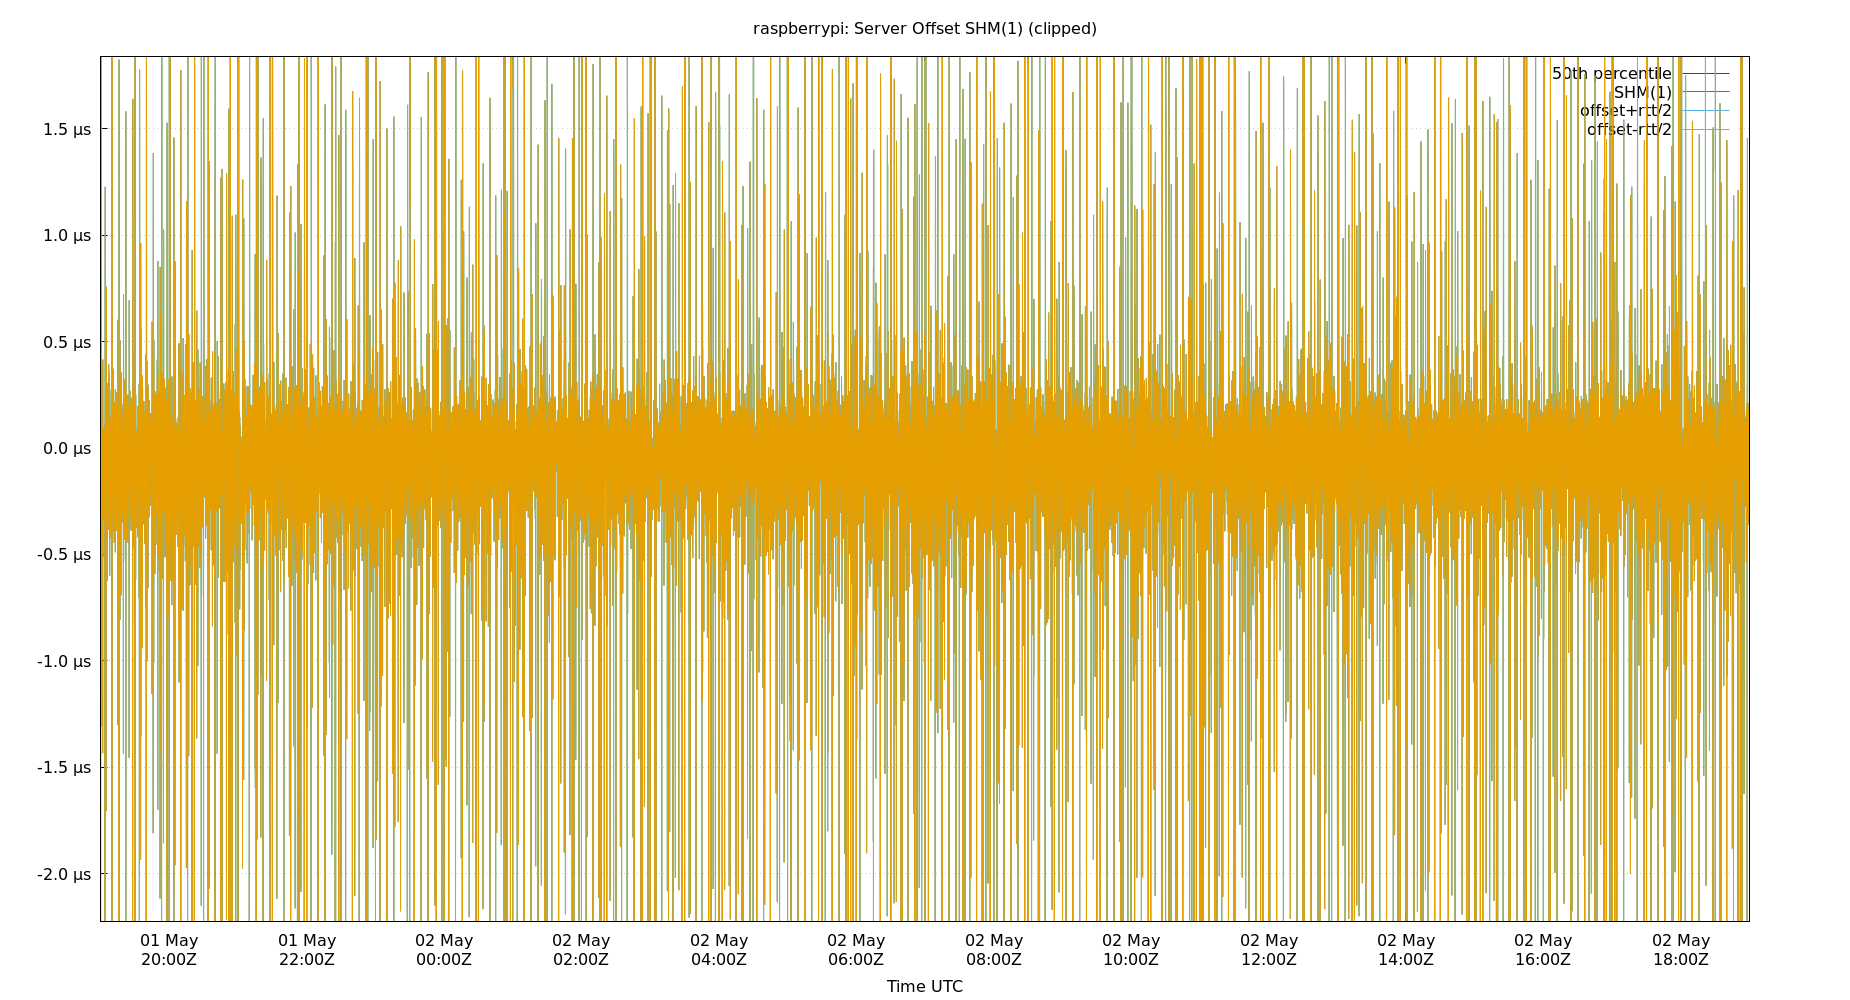 raspberrypi: Server Offset SHM(1) (clipped)
50th percentile
SHM(1)
offset+rtt/2
offset-rtt/2
1.5 µs
1.0 µs
0.5 µs
0.0 µs
-0.5 µs
-1.0 µs
-1.5 µs
-2.0 µs
01 May 01 May 02 May 02 May 02 May 02 May 02 May 02 May 02 May 02 May 02 May 02 May
20:00Z 22:00Z 00:00Z 02:00Z 04:00Z 06:00Z 08:00Z 10:00Z 12:00Z 14:00Z 16:00Z 18:00Z
Time UTC